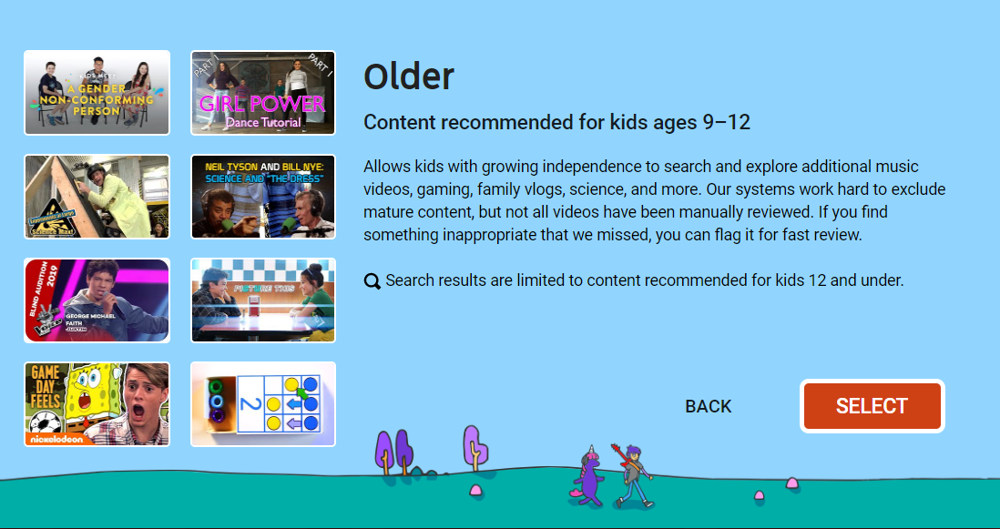 KIDS MEET
A GENDER
NON-CONFORMING
PERSON
PART 1
PART 1
GIRL POWER
Dance Tutorial
Science Max!
NEIL TYSON AND BILL NYE:
SCIENCE AND "THE DRESS"
BLIND AUDITION
2019
GEORGE MICHAEL
FAITH
JUSTIN
PICTURE THIS
GAME
DAY
FEELS
nickelodeon
2
Older
Content recommended for kids ages 9–12
Allows kids with growing independence to search and explore additional music
videos, gaming, family vlogs, science, and more. Our systems work hard to exclude
mature content, but not all videos have been manually reviewed. If you find
something inappropriate that we missed, you can flag it for fast review.
Search results are limited to content recommended for kids 12 and under.
BACK
SELECT